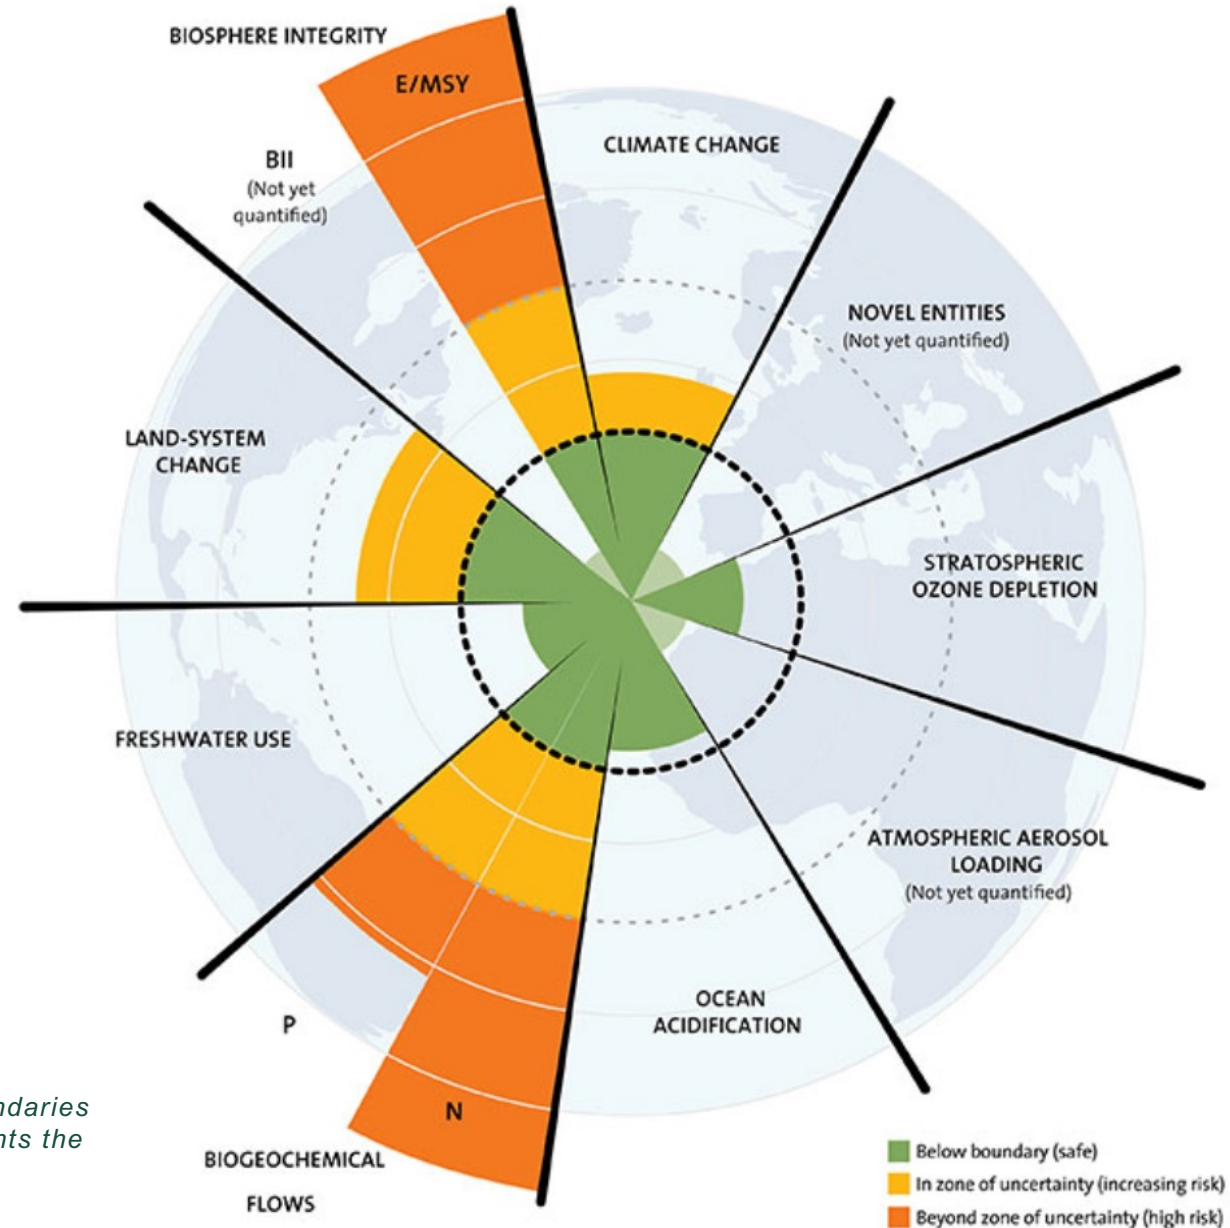 BIOSPHERE INTEGRITY
E/MSY
CLIMATE CHANGE
BII
(Not yet
quantified)
NOVEL ENTITIES
(Not yet quantified)
LAND-SYSTEM
CHANGE
STRATOSPHERIC
OZONE DEPLETION
FRESHWATER USE
ATMOSPHERIC AEROSOL
LOADING
(Not yet quantified)
OCEAN
ACIDIFICATION
P
N
BIOGEOCHEMICAL
FLOWS
ndaries
nts the
Below boundary (safe)
In zone of uncertainty (increasing risk)
Beyond zone of uncertainty (high risk)